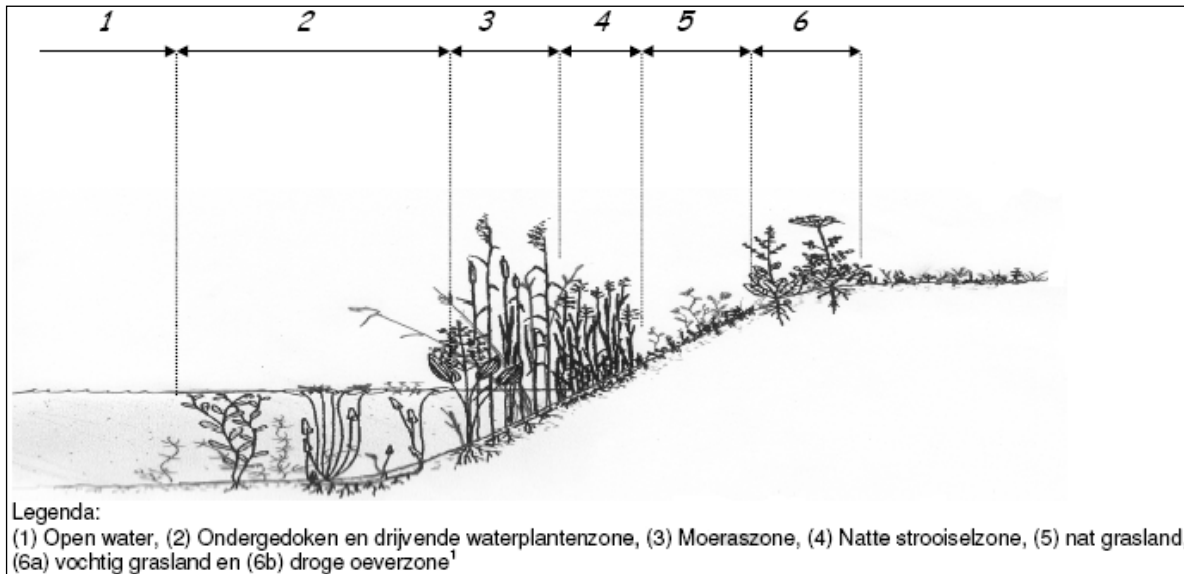 1 2 3 4 5 6
Legenda:
(1) Open water, (2) Ondergedoken en drijvende waterplantenzone, (3) Moeraszone, (4) Natte strooiselzone, (5) nat grasland,
(6a) vochtig grasland en (6b) droge oeverzone¹